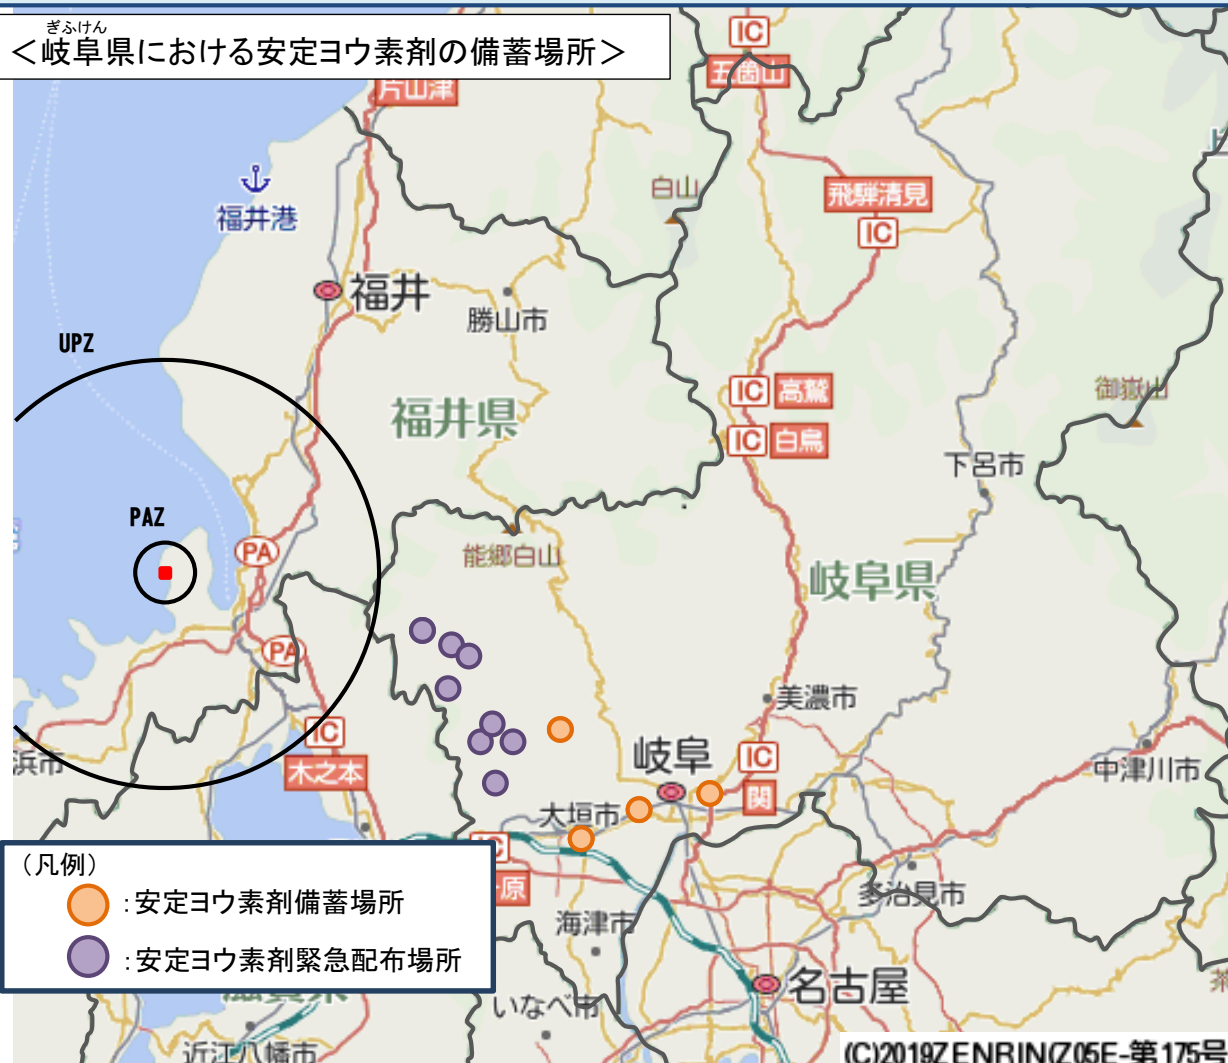 ぎふけん
<岐阜県における安定ヨウ素剤の備蓄場所>
IC
五箇山
片山津
白山
飛騨清見
IC
福井港
福井
勝山市
UPZ
IC 高鷲
御嶽山
福井県
IC 白鳥
下呂市
PAZ
PA
能郷白山
岐阜県
PA
美濃市
IC
浜市
木之本
岐阜
IC
関
中津川市
大垣市
IC
原
多治見市
海津市
(凡例)
:安定ヨウ素剤備蓄場所
:安定ヨウ素剤緊急配布場所
滋賀県
いなべ市
名古屋
茶
近江八幡市
(C)2019ZENRIN(Z05E-第175号